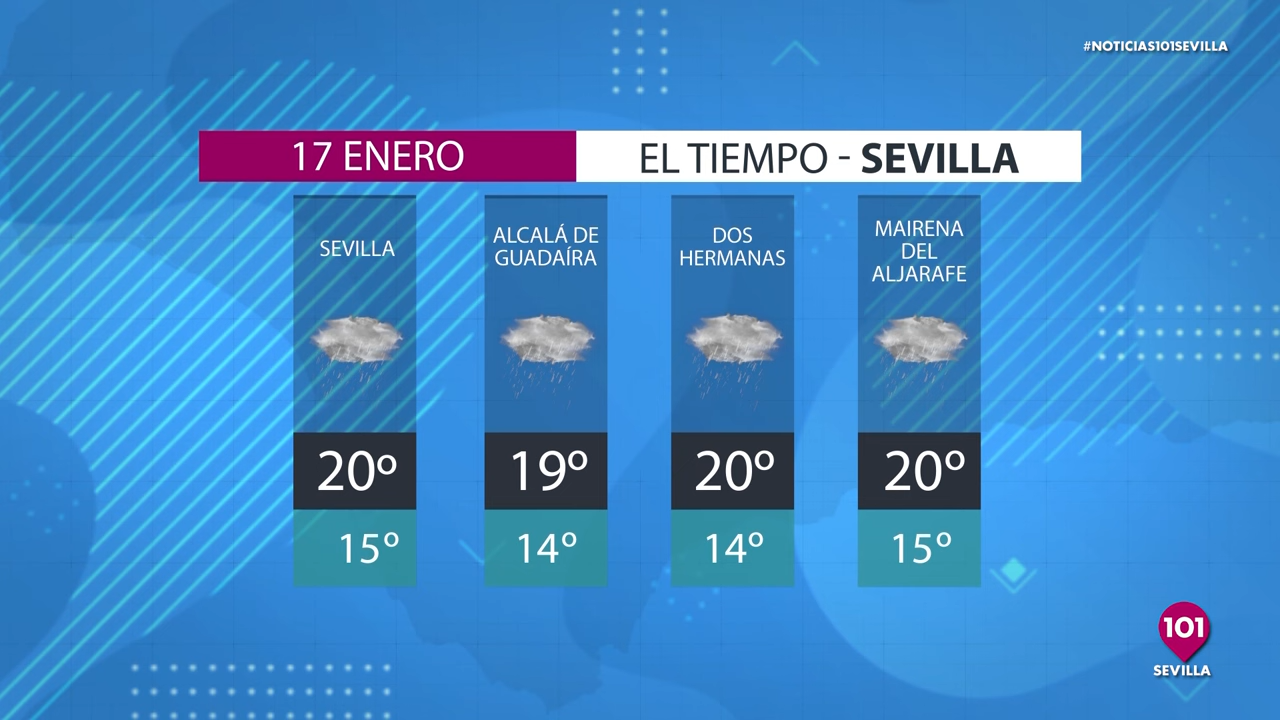 #NOTICIAS101SEVILLA
17 ENERO
EL TIEMPO - SEVILLA
SEVILLA
ALCALÁ DE
GUADAÍRA
DOS
HERMANAS
MAIRENA
DEL
ALJARAFE
20º
19º
20º
20º
15º
14º
14º
15º
101
SEVILLA